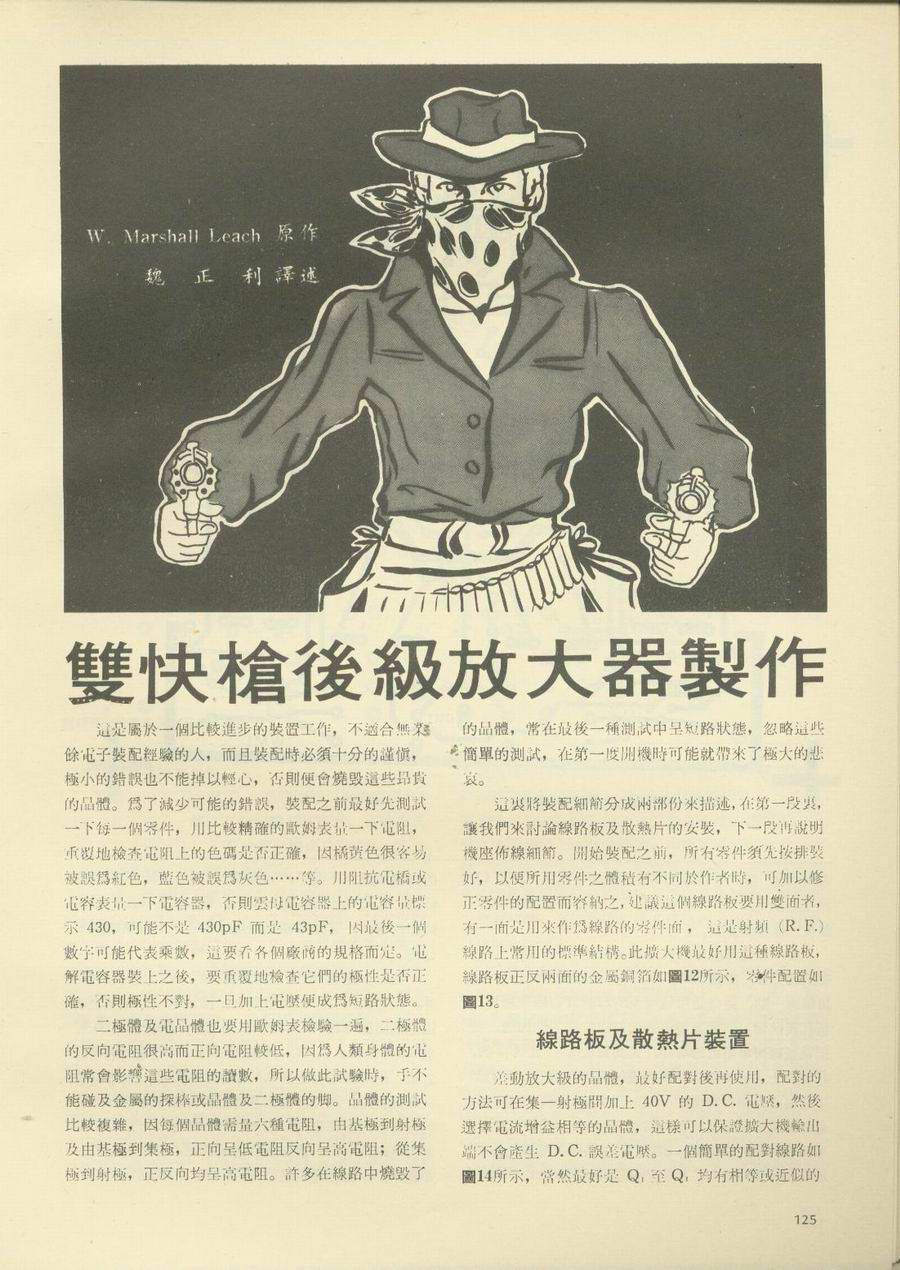 W. Marshall Leach 原作
魏正利譯述
雙快槍後級放大器製作
這是屬於一個比較進步的裝置工作，不適合無業
餘電子裝配經驗的人，而且裝配時必須十分的謹慎，
極小的錯誤也不能掉以輕心，否則便會燒毀這些昂貴
的品體。爲了減少可能的錯誤，裝配之前最好先測試
一下每一個零件，用比較精確的歐姆表量一下電阻，
重覆地檢查電阻上的色碼是否正確，因橘黃色很容易
被誤爲紅色，藍色被誤爲灰色……等。用阻抗電橋或
電容表量一下電容器，否則雲母電容器上的電容量標
示 430，可能不是 430pF 而是 43pF，因最後一個
數字可能代表乘數，這要看各個廠商的規格而定。電
解電容器裝上之後，要重覆地檢查它們的極性是否正
確，否則極性不對，一旦加上電壓便成爲短路狀態。
二極體及電晶體也要用歐姆表檢驗一遍，二極體
的反向電阻很高而正向電阻較低，因爲人類身體的電
阻常會影響這些電阻的讀數，所以做此試驗時，手不
能碰及金屬的探棒或晶體及二極體的脚。晶體的測試
比較複雜，因每個晶體需量六種電阻，由基極到射極
及由基極到集極，正向呈低電阻反向呈高電阻；從集
極到射極，正反向均呈高電阻。許多在線路中燒毀了
的晶體，常在最後一種測試中呈短路狀態，忽略這些
簡單的測試，在第一度開機時可能就帶來了極大的悲
哀。
這裏將裝配細節分成兩部份來描述，在第一段裏，
讓我們來討論線路板及散熱片的安裝，下一段再說明
機座佈線細節。開始裝配之前，所有零件須先按排裝
好，以便所用零件之體積有不同於作者時，可加以修
正零件的配置而容納之，建議這個線路板要用雙面者，
有一面是用來作爲線路的零件面，這是射頻 (R.F.)
線路上常用的標準結構。此擴大機最好用這種線路板，
線路板正反兩面的金屬銅箔如圖12所示，零件配置如
圖13。
線路板及散熱片裝置
差動放大級的晶體，最好配對後再使用，配對的
方法可在集—射極間加上 40V 的 D.C. 電壓，然後
選擇電流增益相等的晶體，這樣可以保證擴大機輸出
端不會產生 D.C. 誤差電壓。一個簡單的配對線路如
圖14所示，當然最好是 Q₁ 至 Q 均有相等或近似的
125